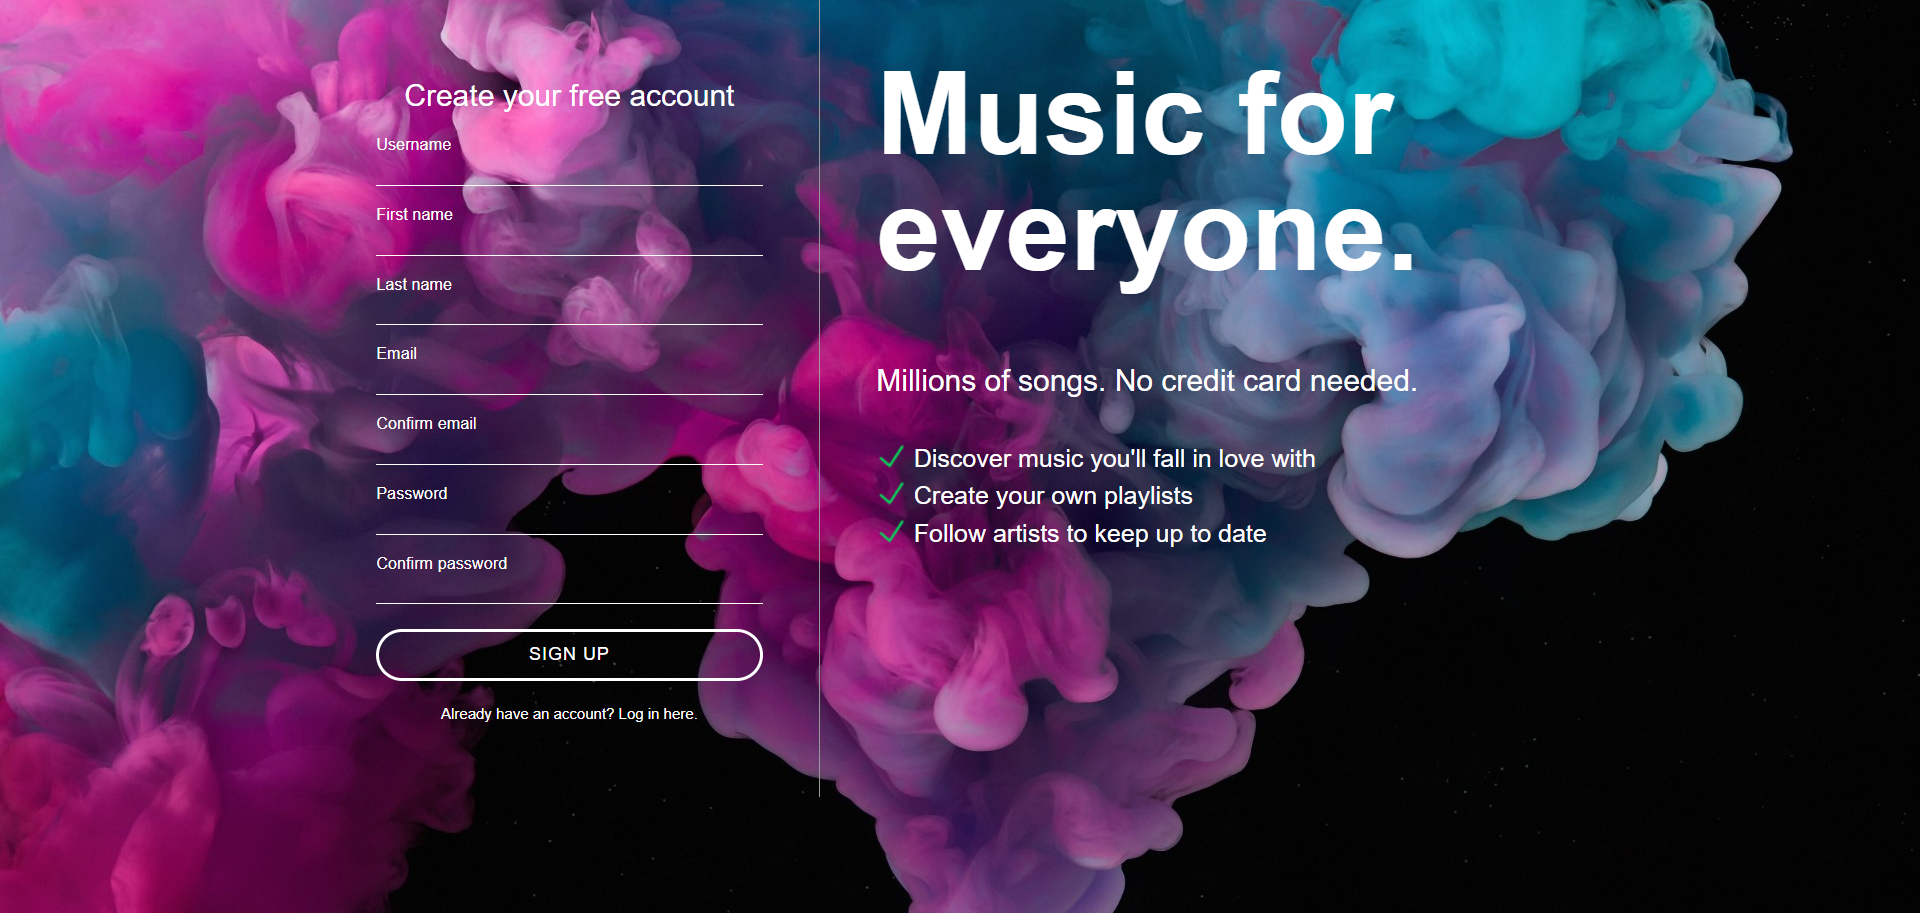 Create your free account
Username
First name
Last name
Email
Confirm email
Password
Confirm password
SIGN UP
Already have an account? Log in here.
Music for
everyone.
Millions of songs. No credit card needed.
Discover music you'll fall in love with
Create your own playlists
Follow artists to keep up to date